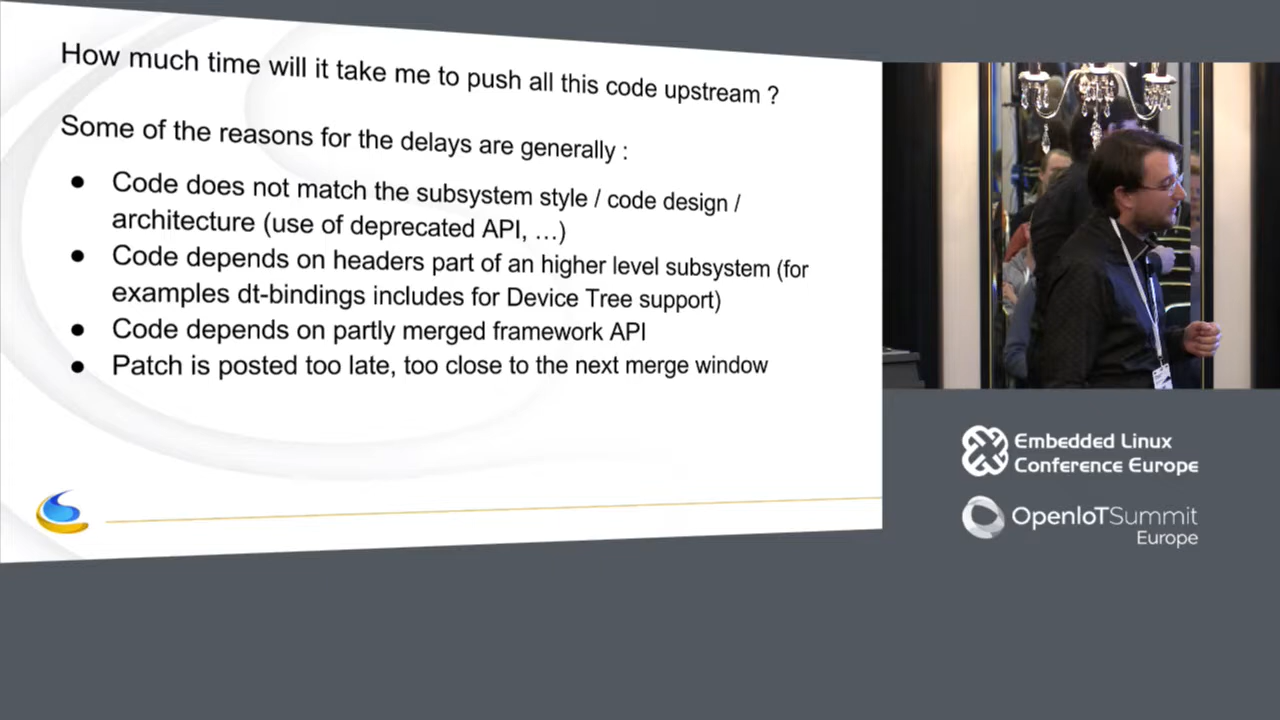 How much time will it take me to push all this code upstream ?
Some of the reasons for the delays are generally :
● Code does not match the subsystem style / code design /
architecture (use of deprecated API, …)
● Code depends on headers part of an higher level subsystem (for
examples dt-bindings includes for Device Tree support)
● Code depends on partly merged framework API
● Patch is posted too late, too close to the next merge window
Embedded Linux
Conference Europe
OpenIoTSummit
Europe